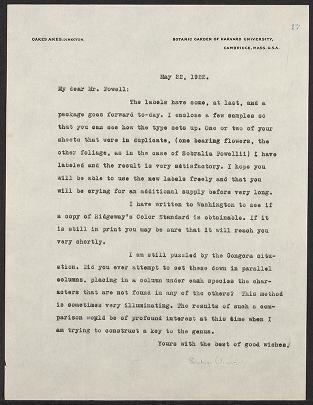 OAKES AMES, DIRECTOR.
BOTANIC GARDEN OF HARVARD UNIVERSITY,
CAMBRIDGE, MASS. U.S.A.
May 22, 1922.
My dear Mr. Powell:
The labels have come, at last, and a
package goes forward to-day. I enclose a few samples so
that you can see how the type sets up. One or two of your
sheets that were in duplicate, (one bearing flowers, the
other foliage, as in the case of Sobralia Powellii) I have
labeled and the result is very satisfactory. I hope you
will be able to use the new labels freely and that you
will be crying for an additional supply before very long.
I have written to Washington to see if
a copy of Ridgeway's Color Standard is obtainable. If it
is still in print you may be sure that it will reach you
very shortly.
I am still puzzled by the Gongora situ-
ation. Did you ever attempt to set these down in parallel
columns, placing in a column under each species the char-
acters that are not found in any of the others? This method
is sometimes very illuminating. The results of such a com-
parison would be of profound interest at this time when I
am trying to construct a key to the genus.
Yours with the best of good wishes,